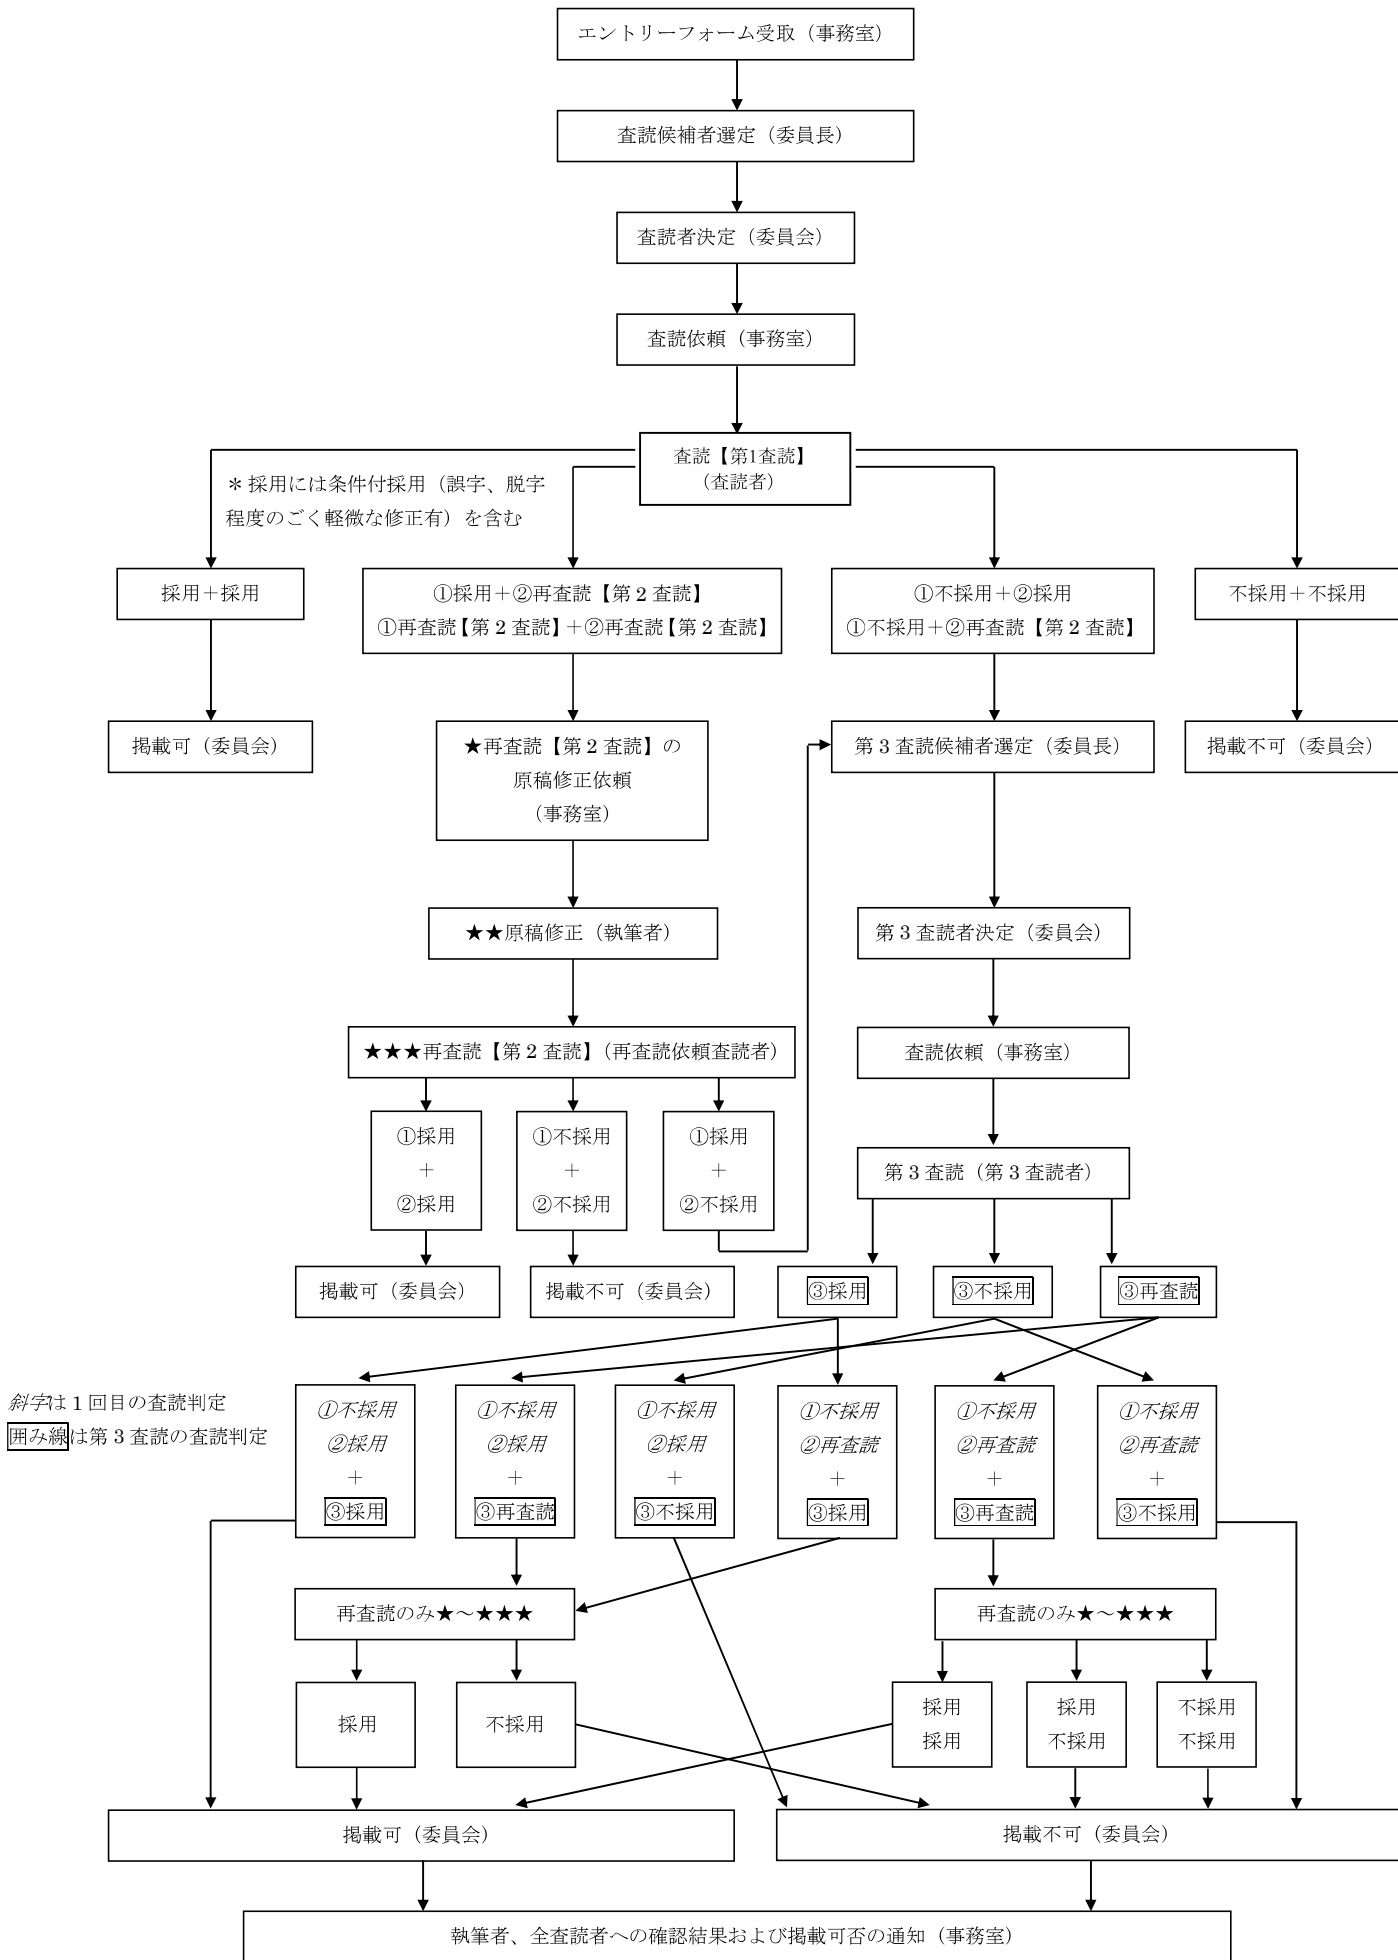 エントリーフォーム受取（事務室）
査読候補者選定（委員長）
査読者決定（委員会）
査読依頼（事務室）
査読【第1査読】
（査読者）
＊採用には条件付採用（誤字、脱字
程度のごく軽微な修正有）を含む
採用＋採用
①採用＋②再査読【第2査読】
①再査読【第2査読】＋②再査読【第2査読】
①不採用＋②採用
①不採用＋②再査読【第2査読】
不採用＋不採用
掲載可（委員会）
★再査読【第2査読】の
原稿修正依頼
（事務室）
第3査読候補者選定（委員長）
掲載不可（委員会）
★★原稿修正（執筆者）
第3査読者決定（委員会）
★★★再査読【第2査読】（再査読依頼査読者）
査読依頼（事務室）
①採用
＋
②採用
①不採用
＋
②不採用
①採用
＋
②不採用
第3査読（第3査読者）
掲載可（委員会）
掲載不可（委員会）
③採用
③不採用
③再査読
斜字は1回目の査読判定
囲み線は第3査読の査読判定
①不採用
②採用
＋
③採用
①不採用
②採用
＋
③再査読
①不採用
②採用
＋
③不採用
①不採用
②再査読
＋
③採用
①不採用
②再査読
＋
③再査読
①不採用
②再査読
＋
③不採用
再査読のみ★～★★★
再査読のみ★～★★★
採用
不採用
採用
採用
採用
不採用
不採用
不採用
掲載可（委員会）
掲載不可（委員会）
執筆者、全査読者への確認結果および掲載可否の通知（事務室）